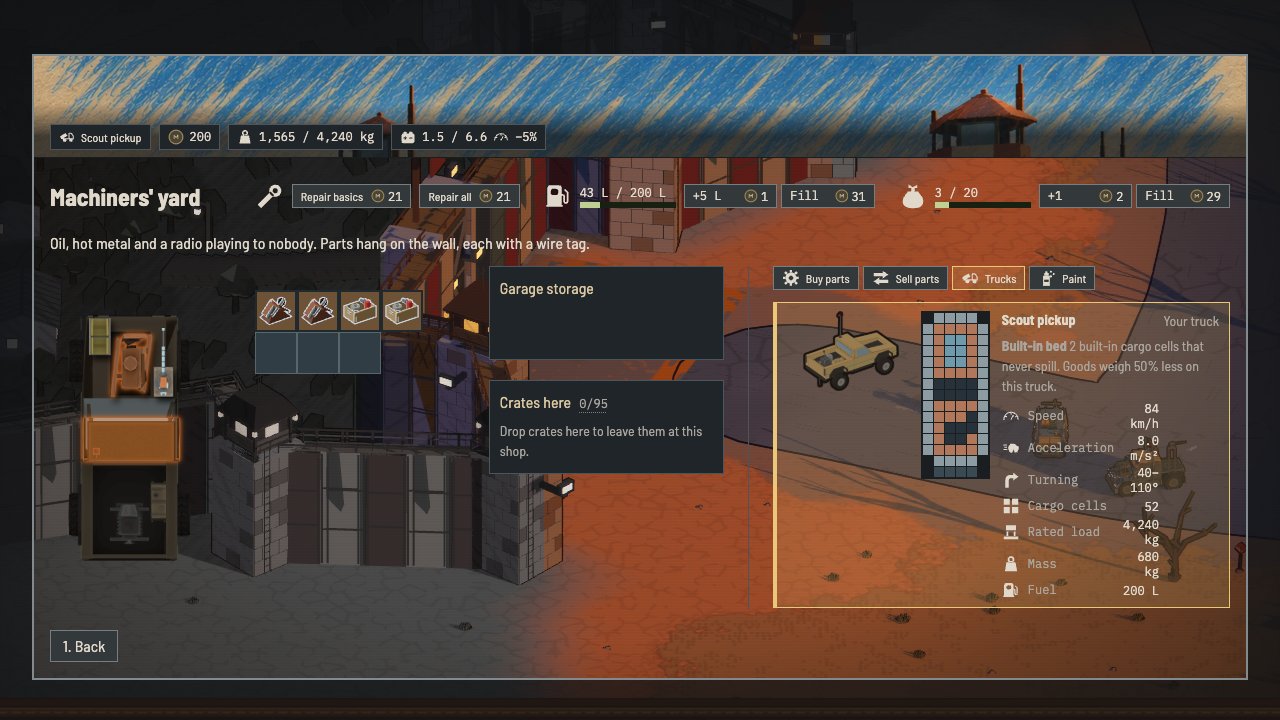 Scout pickup
200
1,565 / 4,240 kg
1.5 / 6.6 -5%
Machiners' yard
Repair basics 21
Repair all 21
43 L / 200 L
+5 L 1
Fill 31
3 / 20
+1 2
Fill 29
Oil, hot metal and a radio playing to nobody. Parts hang on the wall, each with a wire tag.
Garage storage
Crates here 0/95
Drop crates here to leave them at this
shop.
Buy parts
Sell parts
Trucks
Paint
Scout pickup
Your truck
Built-in bed 2 built-in cargo cells that
never spill. Goods weigh 50% less on
this truck.
Speed 84
km/h
Acceleration 8.0
m/s²
Turning 40–
110°
Cargo cells 52
Rated load 4,240
kg
Mass 680
kg
Fuel 200 L
1. Back